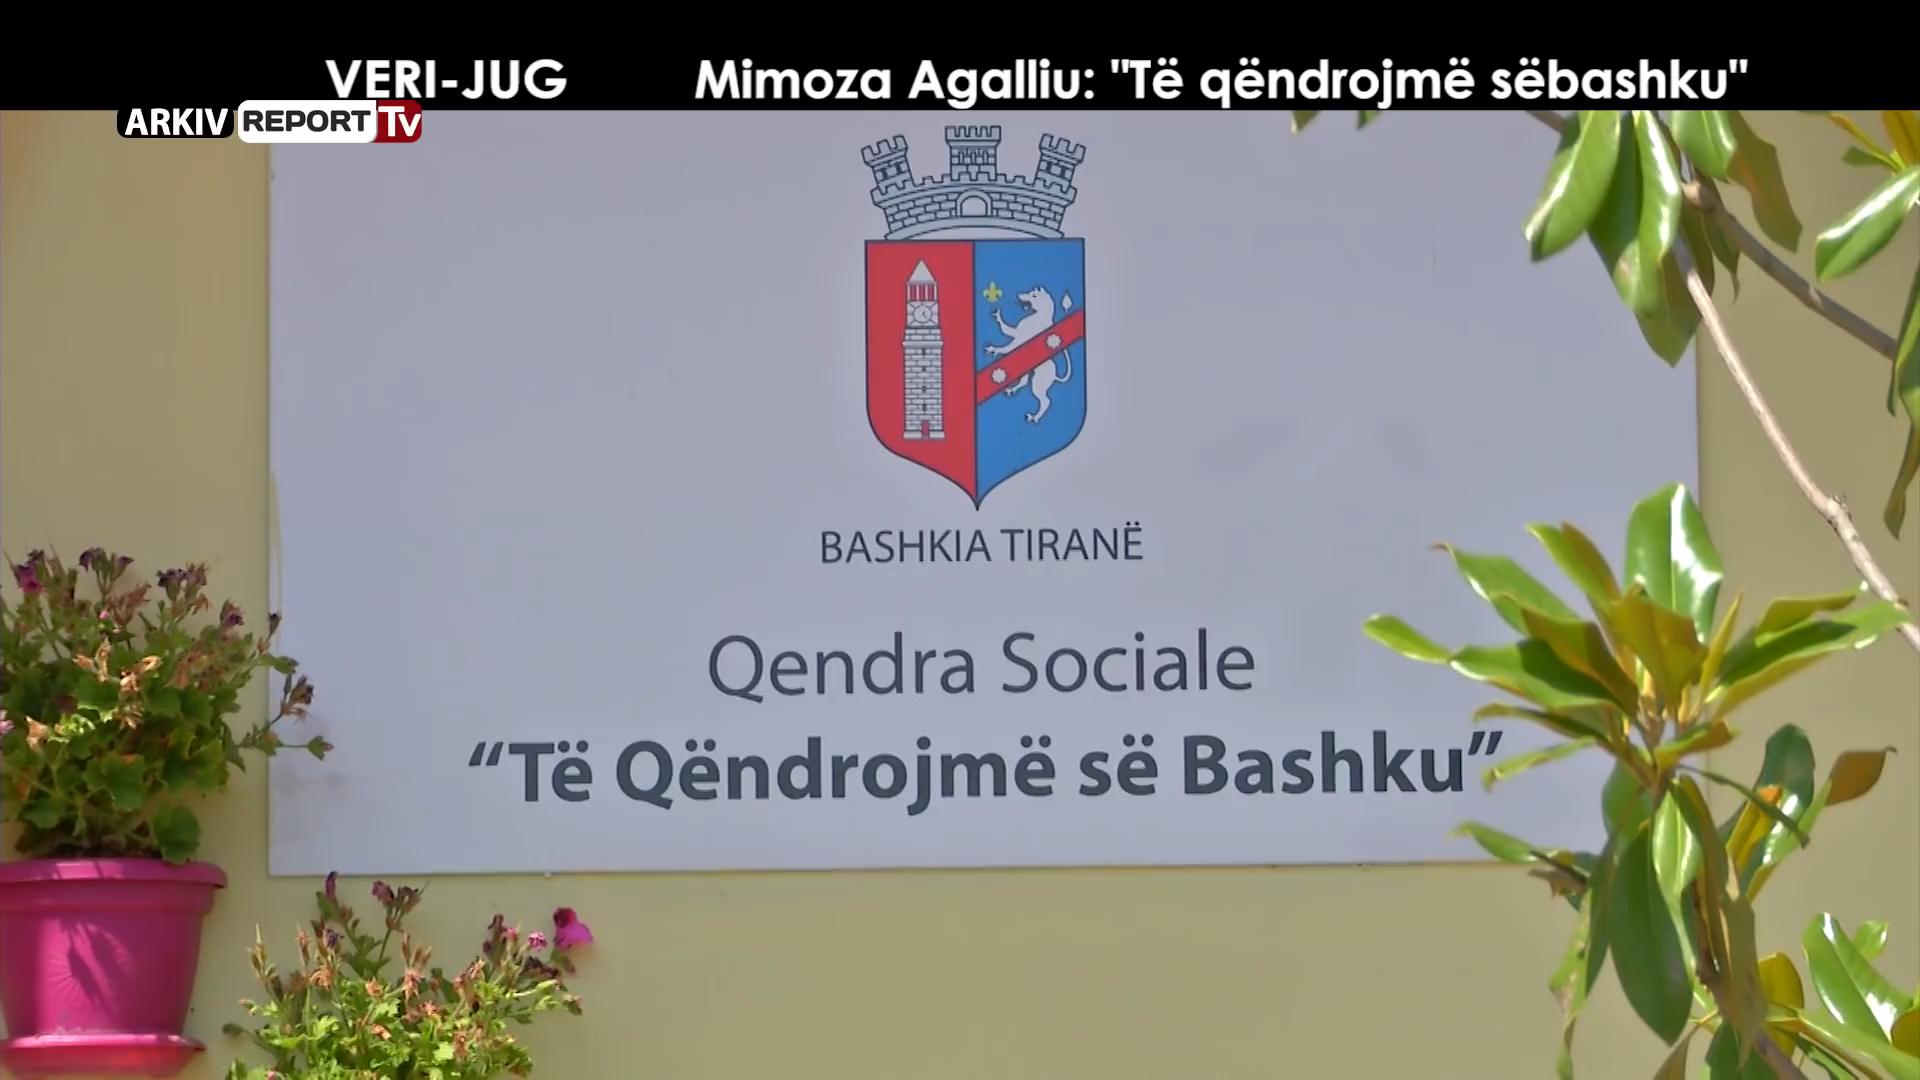 VERI-JUG Mimoza Agalliu: "Të qëndrojmë sëbashku"
ARKIV REPORT Tv
BASHKIA TIRANË
Qendra Sociale
“Të Qëndrojmë së Bashku”